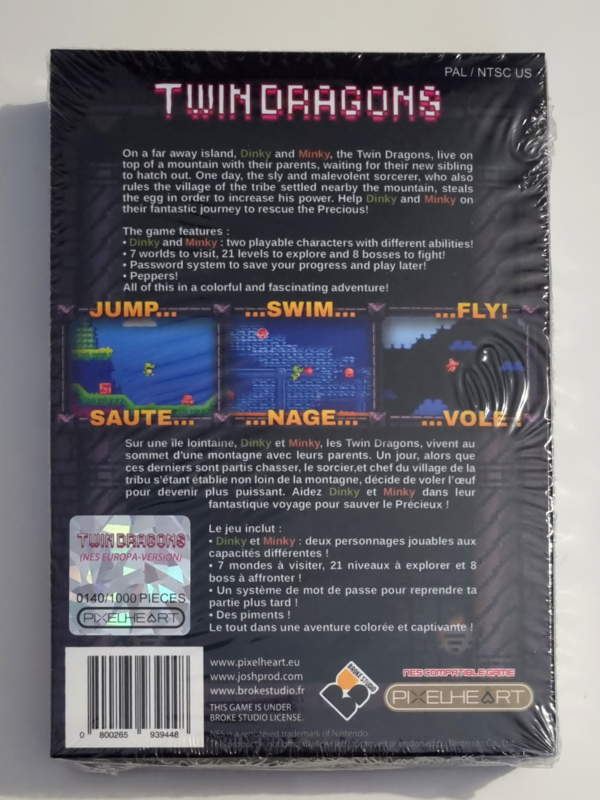 PAL / NTSC US
TWIN DRAGONS
On a far away island, Dinky and Minky, the Twin Dragons, live on
top of a mountain with their parents, waiting for their new sibling
to hatch out. One day, the sly and malevolent sorcerer, who also
rules the village of the tribe settled nearby the mountain, steals
the egg in order to increase his power. Help Dinky and Minky on
their fantastic journey to rescue the Precious!
The game features :
• Dinky and Minky : two playable characters with different abilities!
• 7 worlds to visit, 21 levels to explore and 8 bosses to fight!
• Password system to save your progress and play later!
• Peppers!
All of this in a colorful and fascinating adventure!
JUMP... ...SWIM... ...FLY!
SAUTE... ...NAGE... ...VOLE !
Sur une île lointaine, Dinky et Minky, les Twin Dragons, vivent au
sommet d'une montagne avec leurs parents. Un jour, alors que
ces derniers sont partis chasser, le sorcier,et chef du village de la
tribu s'étant établie non loin de la montagne, décide de voler l'œuf
pour devenir plus puissant. Aidez Dinky et Minky dans leur
fantastique voyage pour sauver le Précieux !
Le jeu inclut :
• Dinky et Minky : deux personnages jouables aux
capacités différentes !
• 7 mondes à visiter, 21 niveaux à explorer et 8
boss à affronter !
• Un système de mot de passe pour reprendre ta
partie plus tard !
• Des piments !
Le tout dans une aventure colorée et captivante !
TWIN DRAGONS
(NES EUROPA-VERSION)
0140/1000 PIECES
PIXELHEART
www.pixelheart.eu
www.joshprod.com
www.brokestudio.fr
THIS GAME IS UNDER
BROKE STUDIO LICENSE.
BROKE STUDIO
NES COMPATIBLE GAME
PIXELHEART
0 800265 939448
NES is a registered trademark of Nintendo.